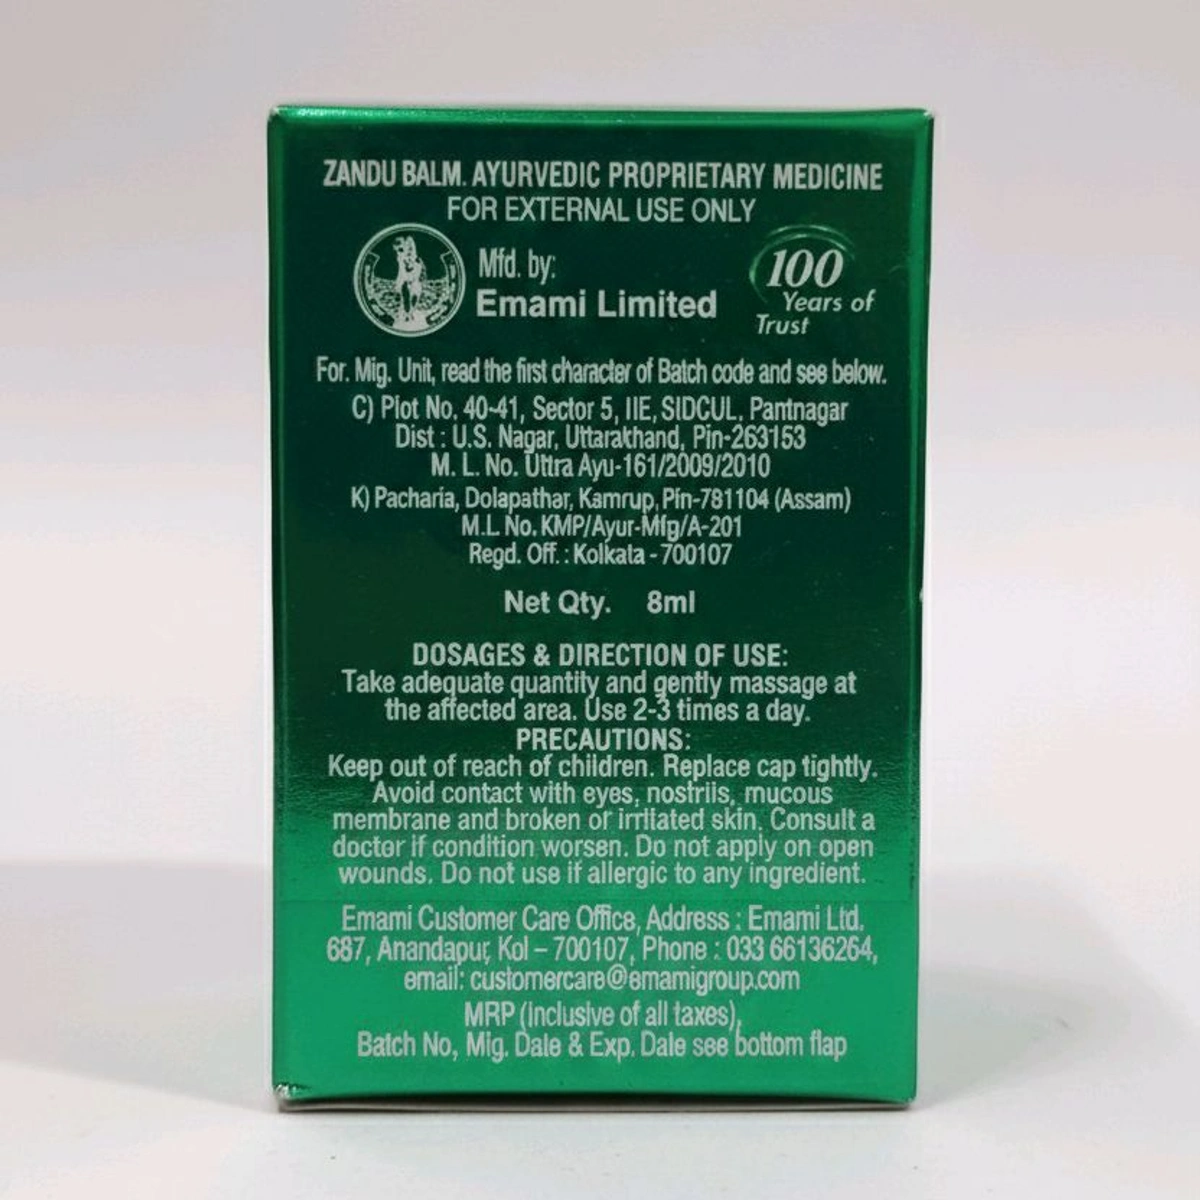 ZANDU BALM. AYURVEDIC PROPRIETARY MEDICINE
FOR EXTERNAL USE ONLY
Mfd. by:
Emami Limited
100
Years of
Trust
For. Mig. Unit, read the first character of Batch code and see below.
C) Plot No. 40-41, Sector 5, IIE, SIDCUL. Pantnagar
Dist : U.S. Nagar, Uttarakhand, Pin-263153
M. L. No. Uttra Ayu-161/2009/2010
K) Pacharia, Dolapathar, Kamrup, Pin-781104 (Assam)
M.L. No. KMP/Ayur-Mfg/A-201
Regd. Off. : Kolkata - 700107
Net Qty. 8ml
DOSAGES & DIRECTION OF USE:
Take adequate quantity and gently massage at
the affected area. Use 2-3 times a day.
PRECAUTIONS:
Keep out of reach of children. Replace cap tightly.
Avoid contact with eyes, nostrils, mucous
membrane and broken or irritated skin. Consult a
doctor if condition worsen. Do not apply on open
wounds. Do not use if allergic to any ingredient.
Emami Customer Care Office, Address : Emami Ltd.
687, Anandapur, Kol – 700107, Phone : 033 66136264,
email: customercare@emamigroup.com
MRP (inclusive of all taxes),
Batch No, Mig. Date & Exp. Date see bottom flap